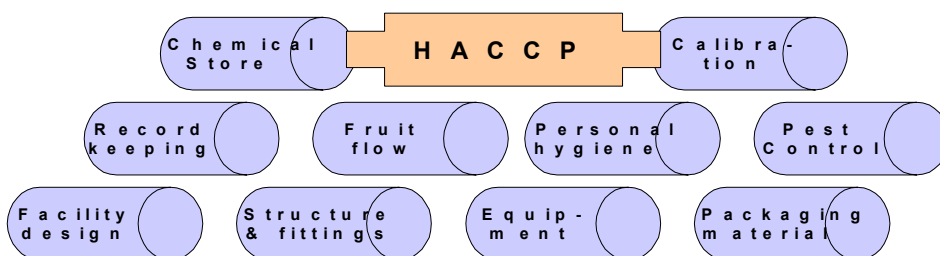 Chemical
Store
HACCP
Calibra-
tion
Record
keeping
Fruit
flow
Personal
hygiene
Pest
Control
Facility
design
Structure
& fittings
Equip-
ment
Packaging
material